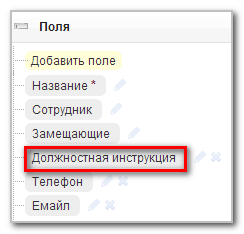 Поля
Добавить поле
Название *
Сотрудник
Замещающие
Должностная инструкция
Телефон
Емайл